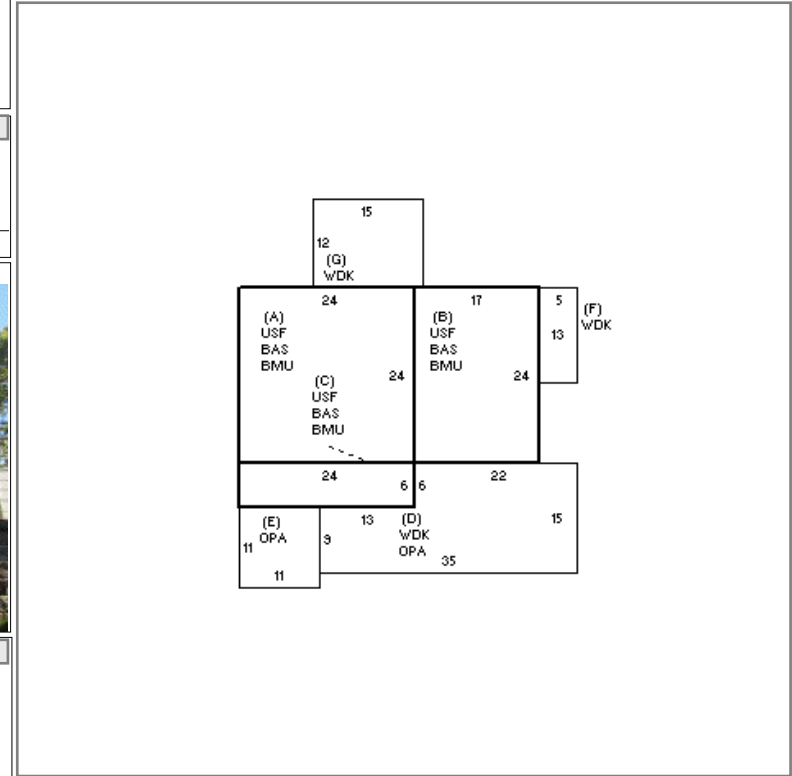 15
12
(G)
WDK
24
17
5
(A)
USF
BAS
BMU
(B)
USF
BAS
BMU
(F)
WDK
13
24
24
(C)
USF
BAS
BMU
24
6
6
22
(E)
OPA
11
11
13
9
(D)
WDK
OPA
15
35